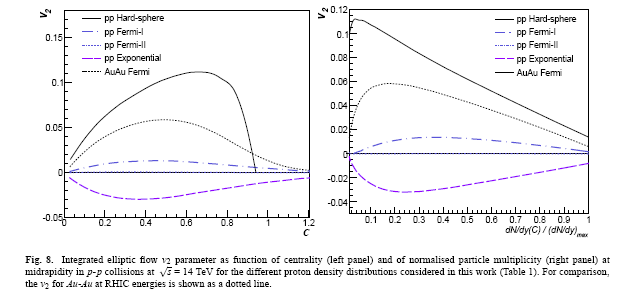 V₂
0.15
0.1
0.05
0
-0.05
0
0.2
0.4
0.6
0.8
1.0
1.2
C
pp Hard-sphere
pp Fermi-I
pp Fermi-II
pp Exponential
AuAu Fermi
V₂
0.12
0.1
0.08
0.06
0.04
0.02
0
-0.02
-0.04
0.1
0.2
0.3
0.4
0.5
0.6
0.7
0.8
0.9
1
dN/dy(C) / (dN/dy)max
pp Hard-sphere
pp Fermi-I
pp Fermi-II
pp Exponential
AuAu Fermi
Fig. 8. Integrated elliptic flow v₂ parameter as function of centrality (left panel) and of normalised particle multiplicity (right panel) at
midrapidity in p-p collisions at √s = 14 TeV for the different proton density distributions considered in this work (Table 1). For comparison,
the v₂ for Au-Au at RHIC energies is shown as a dotted line.